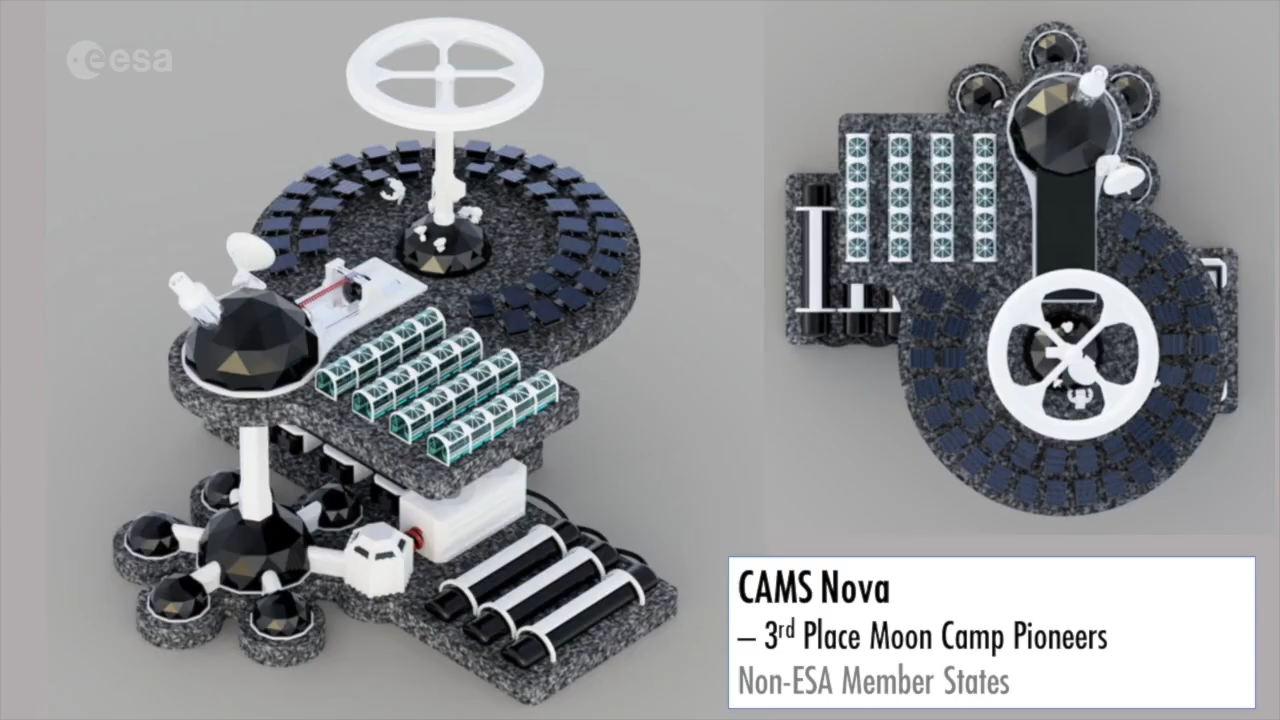 esa
CAMS Nova
– 3rd Place Moon Camp Pioneers
Non-ESA Member States